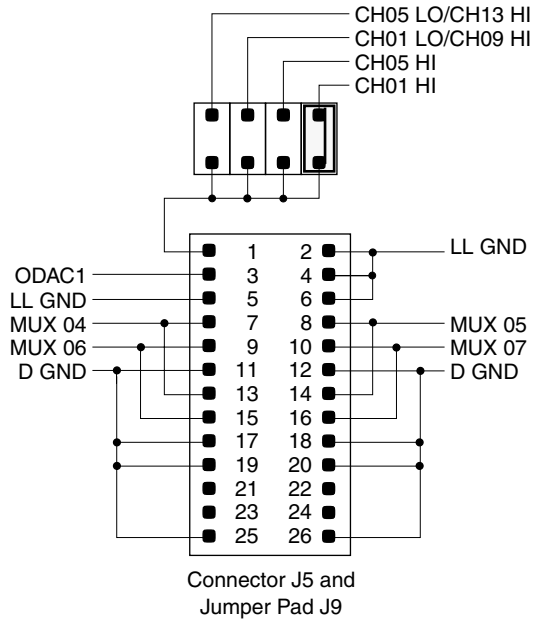 CH05 LO/CH13 HI
CH01 LO/CH09 HI
CH05 HI
CH01 HI
1 2 LL GND
ODAC1 3 4
LL GND 5 6
MUX 04 7 8 MUX 05
MUX 06 9 10 MUX 07
D GND 11 12 D GND
13 14
15 16
17 18
19 20
21 22
23 24
25 26
Connector J5 and
Jumper Pad J9